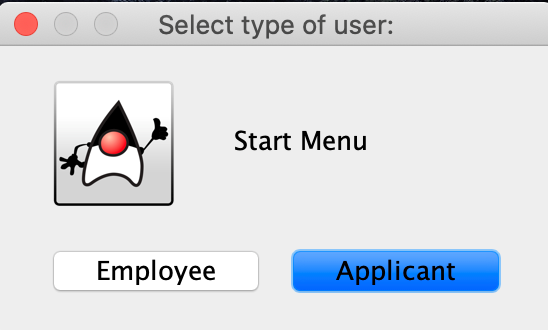 Select type of user:
Start Menu
Employee
Applicant